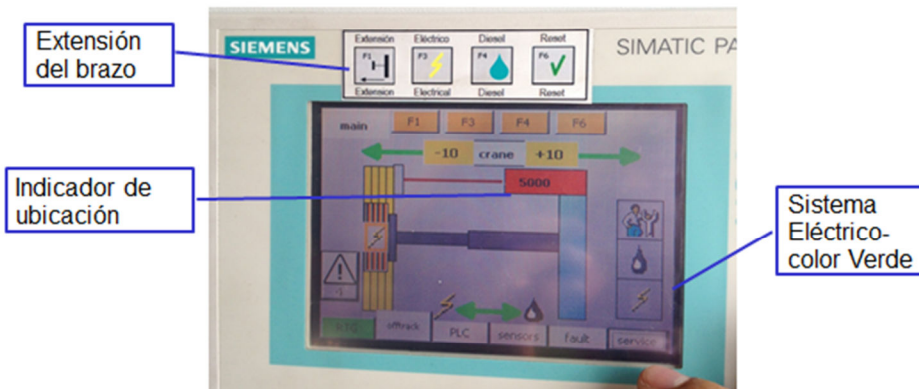 Extensión
del brazo
SIEMENS
Extensión Eléctrico Diesel Reset
F1 F3 F4 F6
Extension Electrical Diesel Reset
SIMATIC PA
main F1 F3 F4 F6
-10 crane +10
5000
Indicador de
ubicación
Sistema
Eléctrico-
color Verde
offtrack PLC sensors fault service